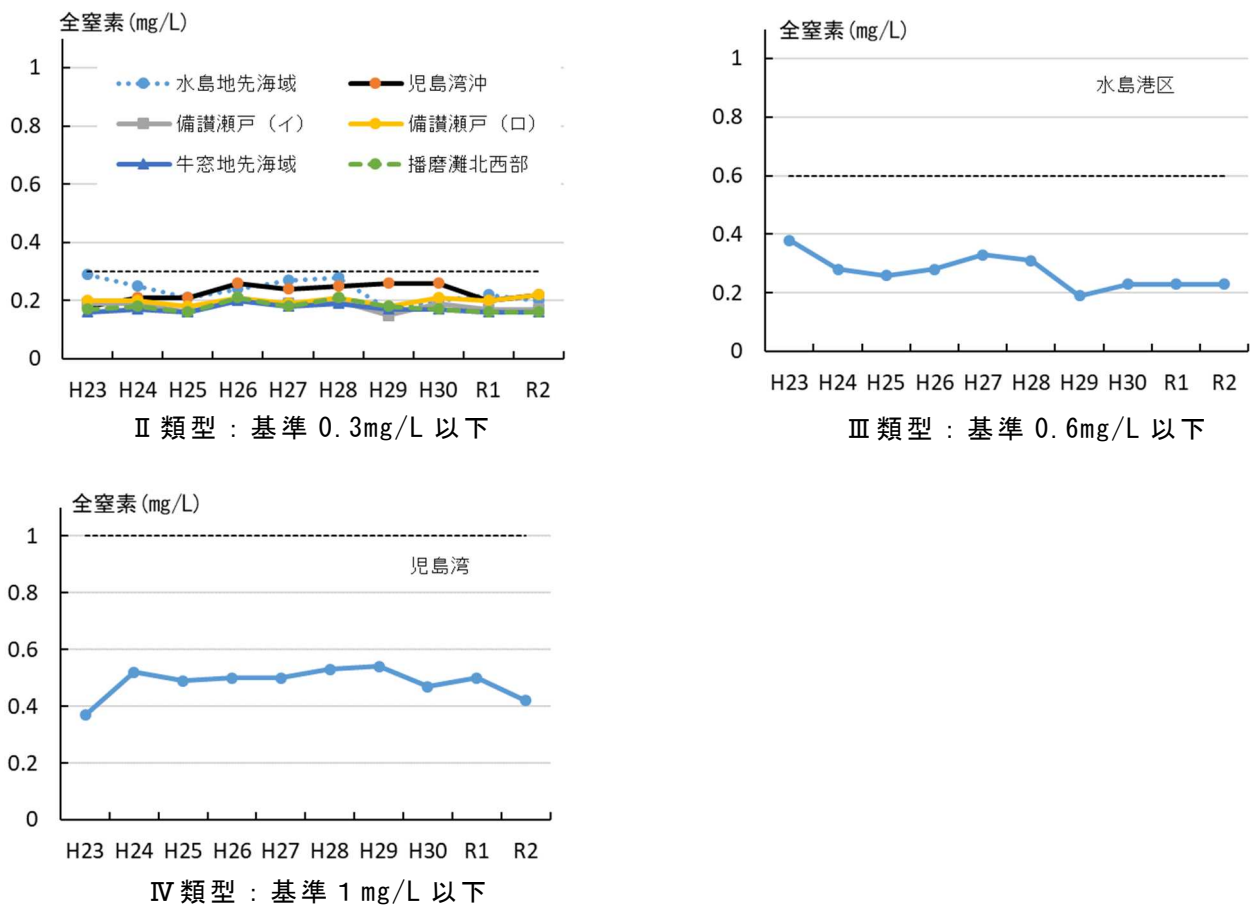 全窒素(mg/L)
1
0.8
0.6
0.4
0.2
0
水島地先海域 児島湾沖
備讃瀬戸（イ） 備讃瀬戸（ロ）
牛窓地先海域 播磨灘北西部
H23 H24 H25 H26 H27 H28 H29 H30 R1 R2
Ⅱ類型：基準 0.3mg/L 以下
全窒素(mg/L)
1
0.8
0.6
0.4
0.2
0
水島港区
H23 H24 H25 H26 H27 H28 H29 H30 R1 R2
Ⅲ類型：基準 0.6mg/L 以下
全窒素(mg/L)
1
0.8
0.6
0.4
0.2
0
児島湾
H23 H24 H25 H26 H27 H28 H29 H30 R1 R2
Ⅳ類型：基準 1 mg/L 以下